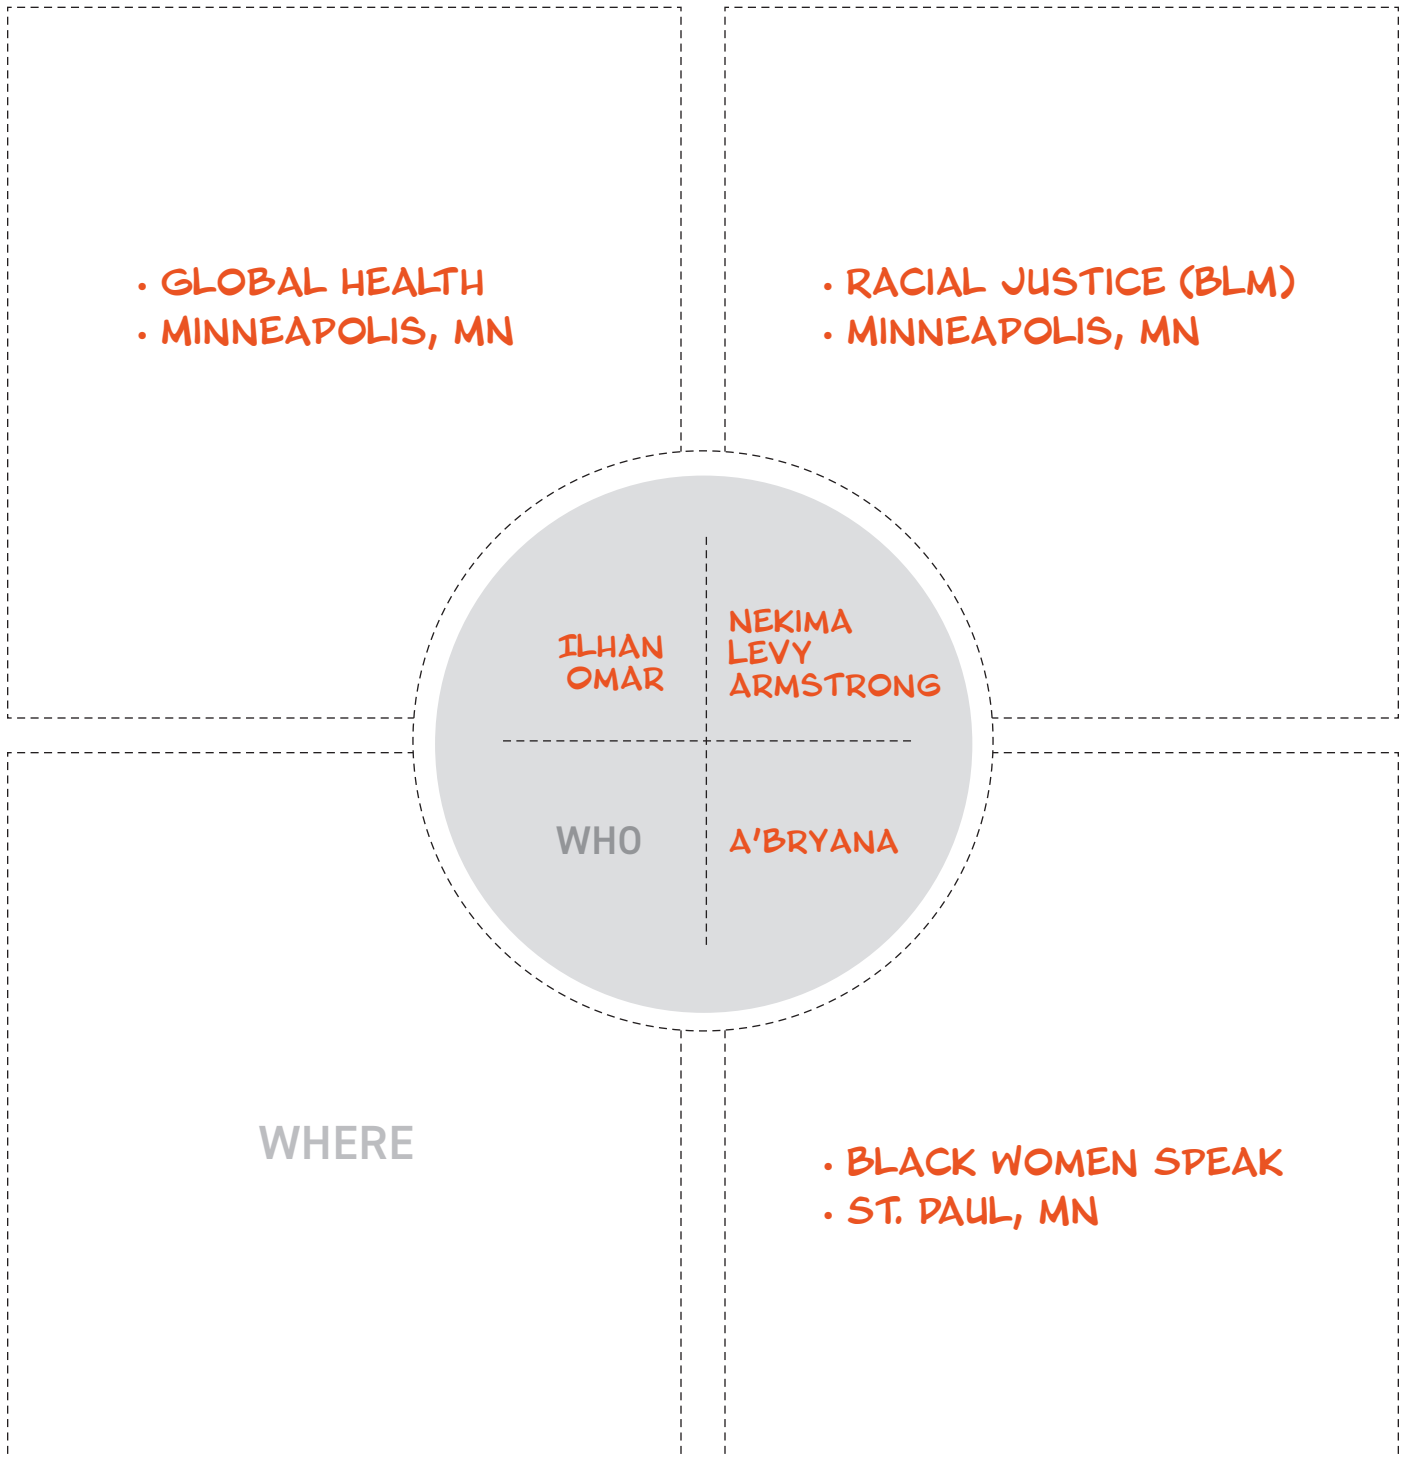 • GLOBAL HEALTH
• MINNEAPOLIS, MN
• RACIAL JUSTICE (BLM)
• MINNEAPOLIS, MN
ILHAN
OMAR
NEKIMA
LEVY
ARMSTRONG
WHO
A'BRYANA
WHERE
• BLACK WOMEN SPEAK
• ST. PAUL, MN